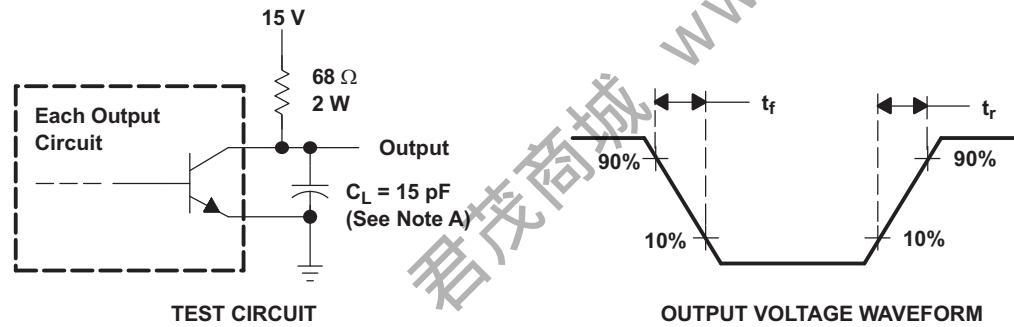 15 V
68 Ω
2 W
Each Output
Circuit
Output
C_L = 15 pF
(See Note A)
TEST CIRCUIT
t_f
t_r
90%
90%
10%
10%
OUTPUT VOLTAGE WAVEFORM
君茂商城 ww